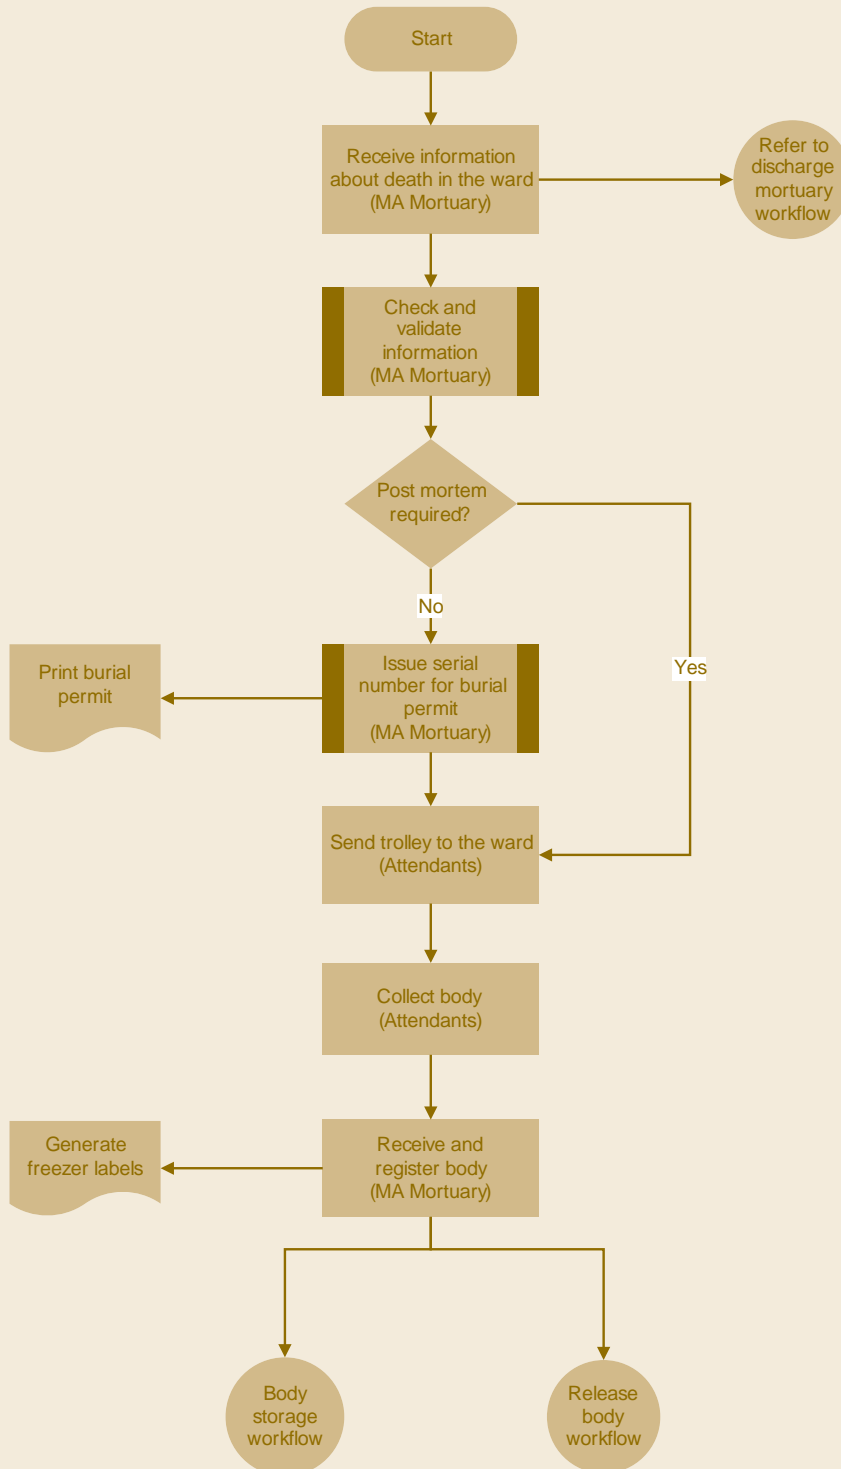 Start
Receive information
about death in the ward
(MA Mortuary)
Refer to
discharge
mortuary
workflow
Check and
validate
information
(MA Mortuary)
Post mortem
required?
No
Yes
Print burial
permit
Issue serial
number for burial
permit
(MA Mortuary)
Send trolley to the ward
(Attendants)
Collect body
(Attendants)
Generate
freezer labels
Receive and
register body
(MA Mortuary)
Body
storage
workflow
Release
body
workflow